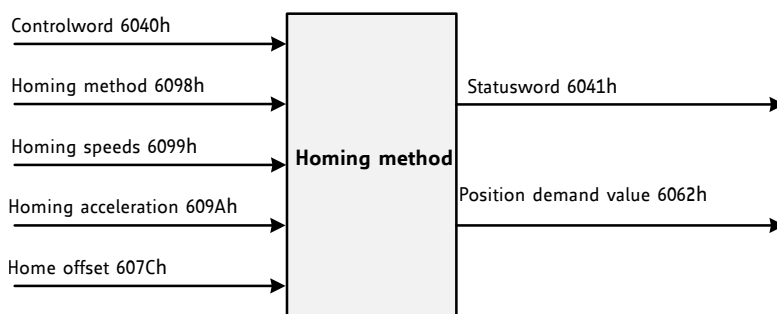 Controlword 6040h
Homing method 6098h
Homing speeds 6099h
Homing acceleration 609Ah
Home offset 607Ch
Homing method
Statusword 6041h
Position demand value 6062h